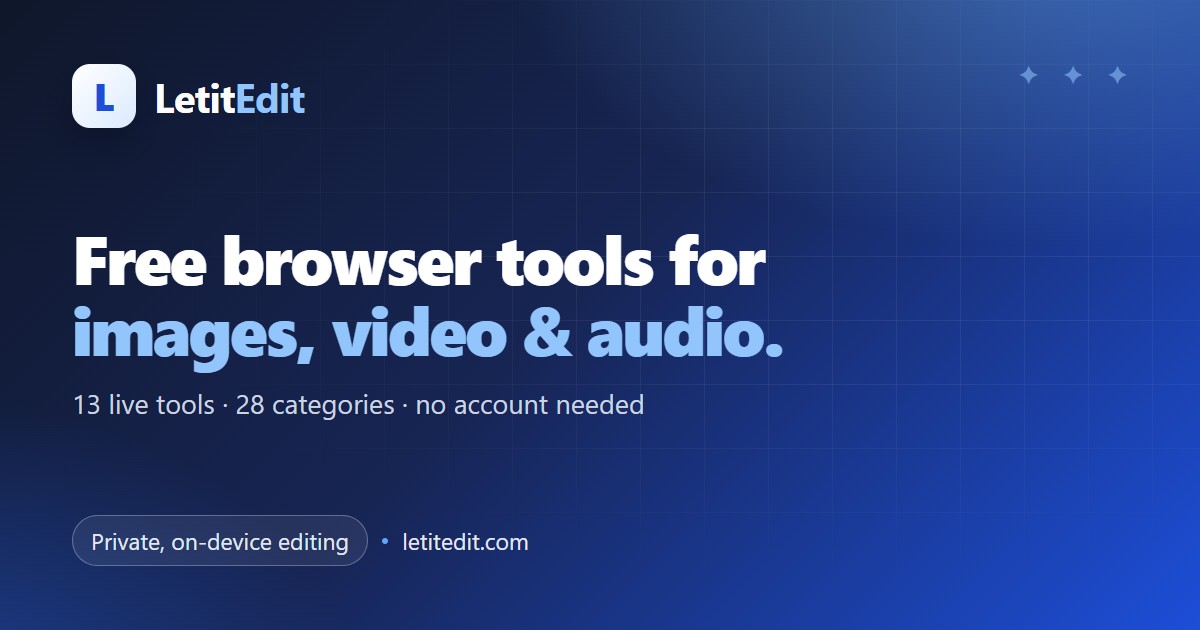 L
LetitEdit
Free browser tools for
images, video & audio.
13 live tools · 28 categories · no account needed
Private, on-device editing • letitedit.com